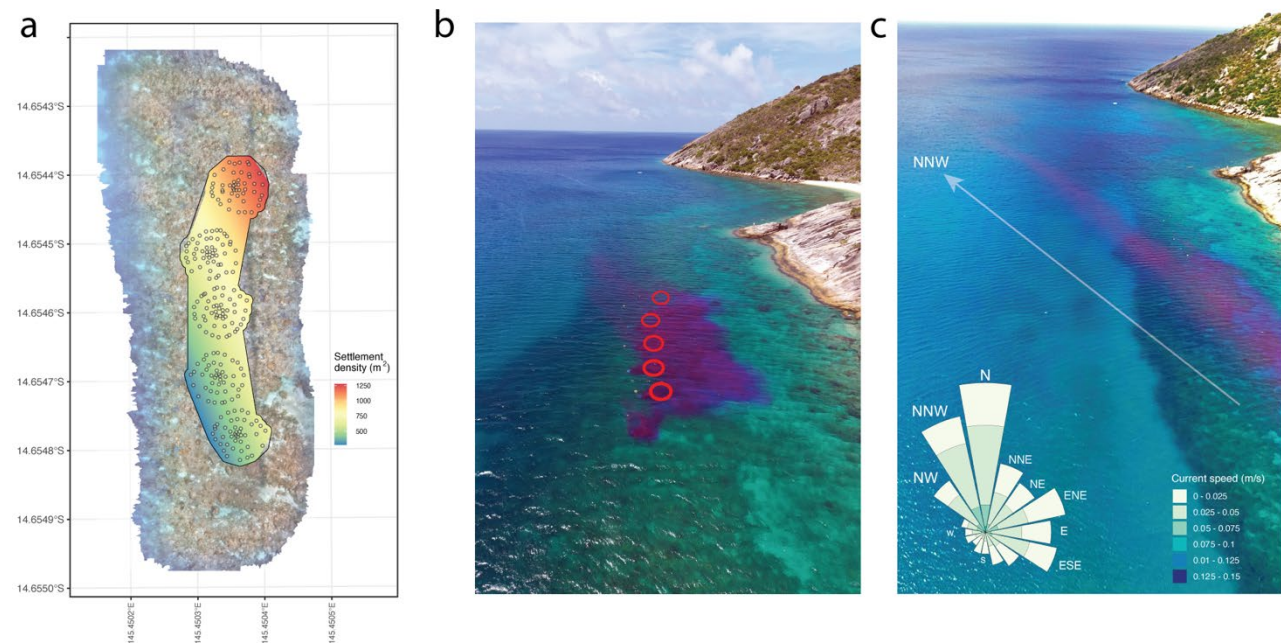 a
14.6543°S
14.6544°S
14.6545°S
14.6546°S
14.6547°S
14.6548°S
14.6549°S
14.6550°S
145.4502°E
145.4503°E
145.4504°E
145.4505°E
Settlement
density (m²)
1250
1000
750
500
b
c
NNW
N
NNW
NW
NNE
NE
ENE
E
ESE
W
S
Current speed (m/s)
0 - 0.025
0.025 - 0.05
0.05 - 0.075
0.075 - 0.1
0.01 - 0.125
0.125 - 0.15